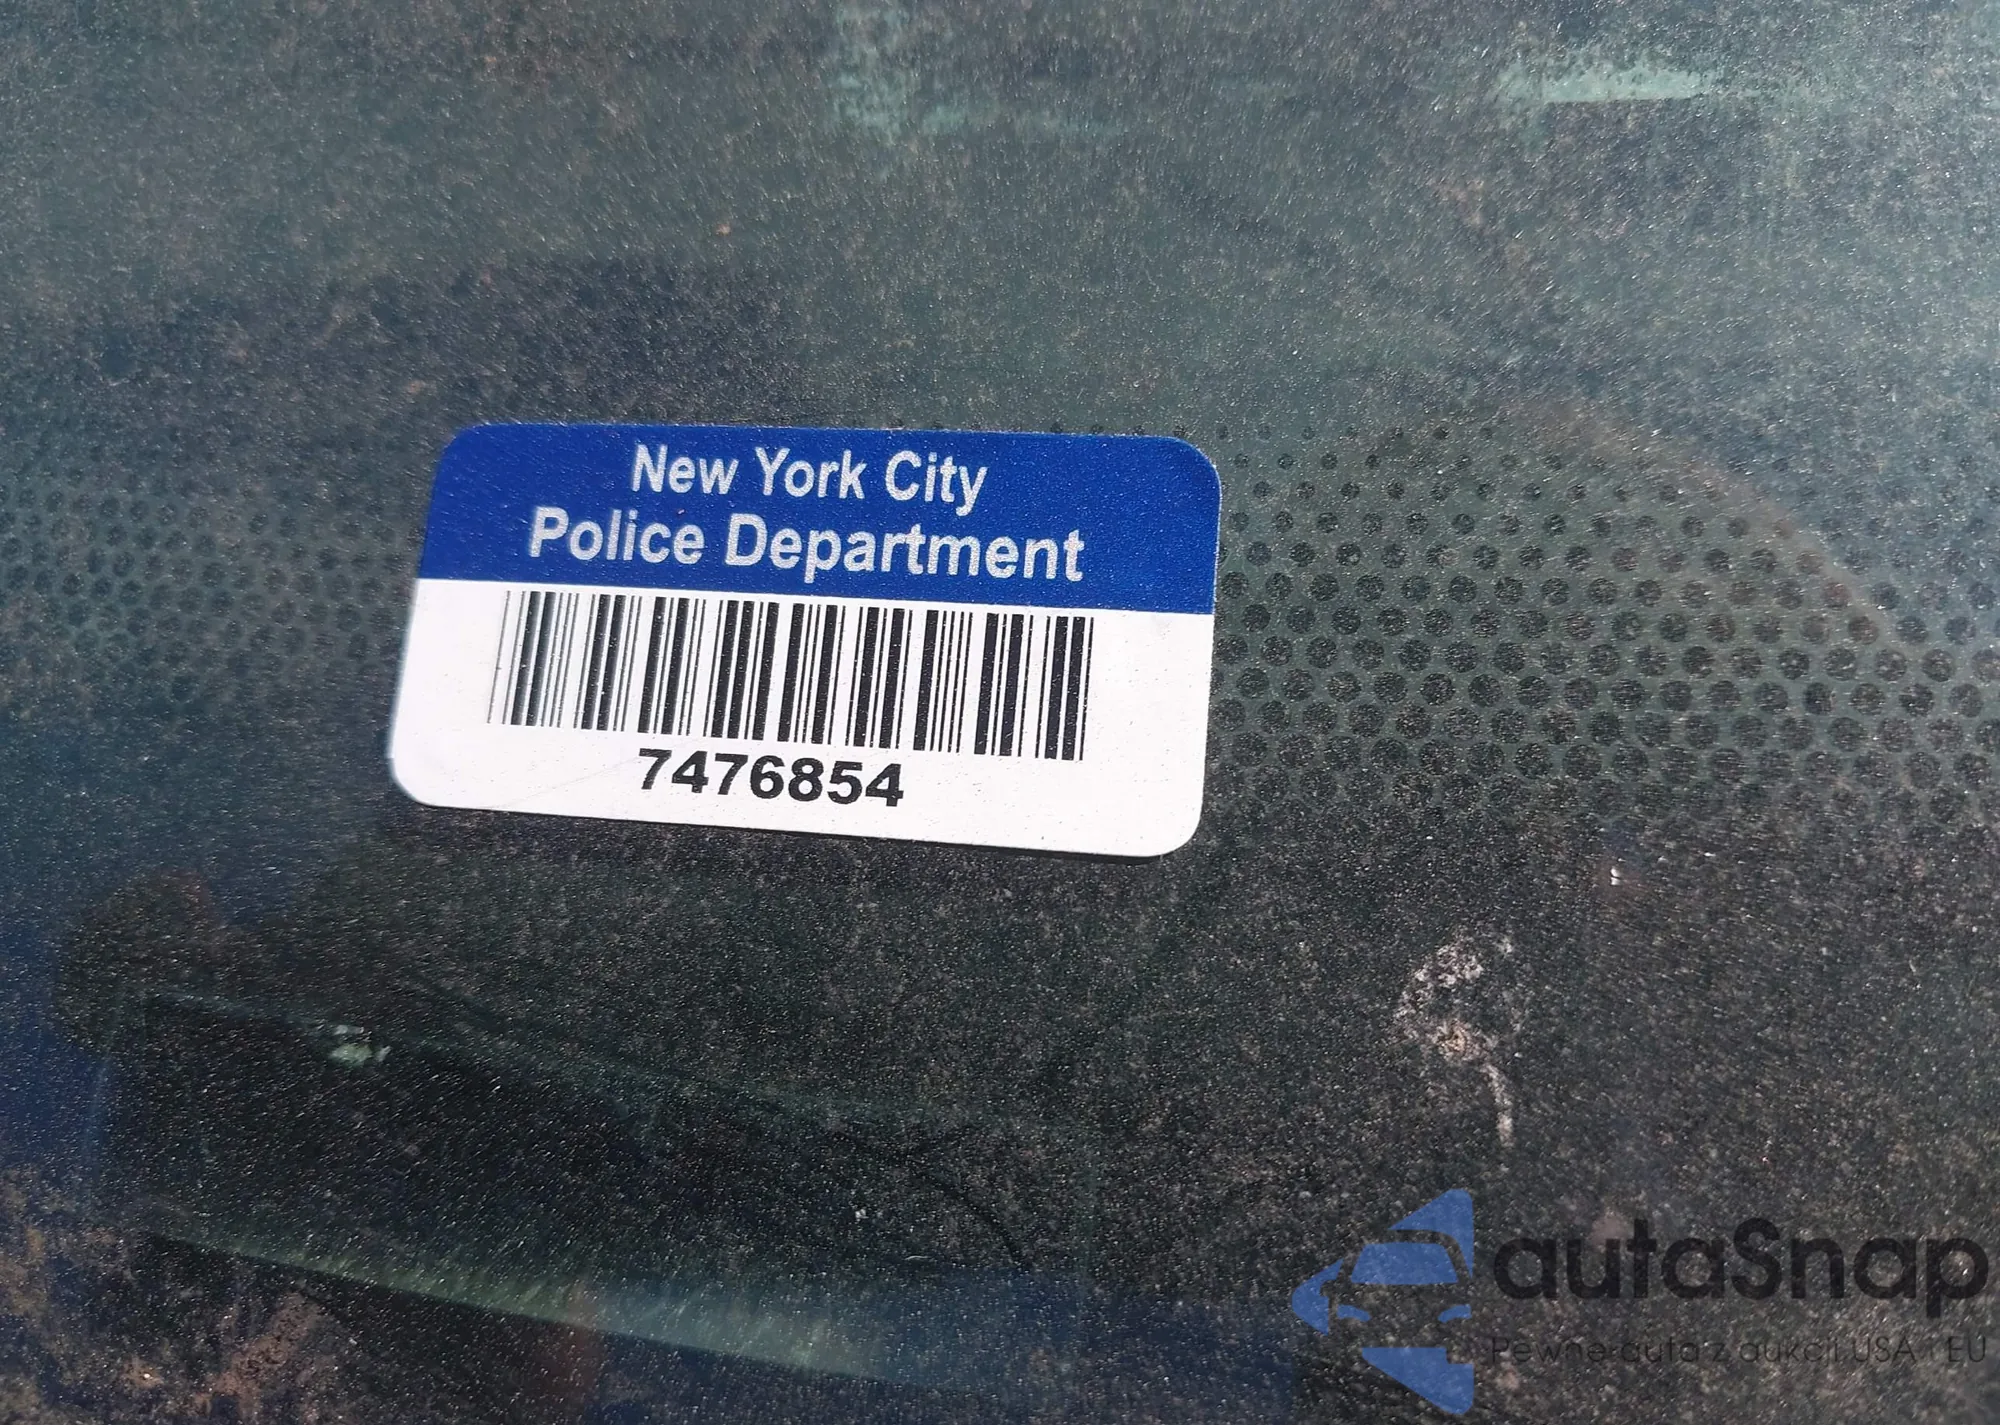 New York City
Police Department
7476854
autaSnap
Pewne auta z aukcji USA i EU